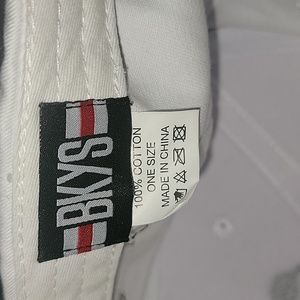 BKYS
100% COTTON
ONE SIZE
MADE IN CHINA